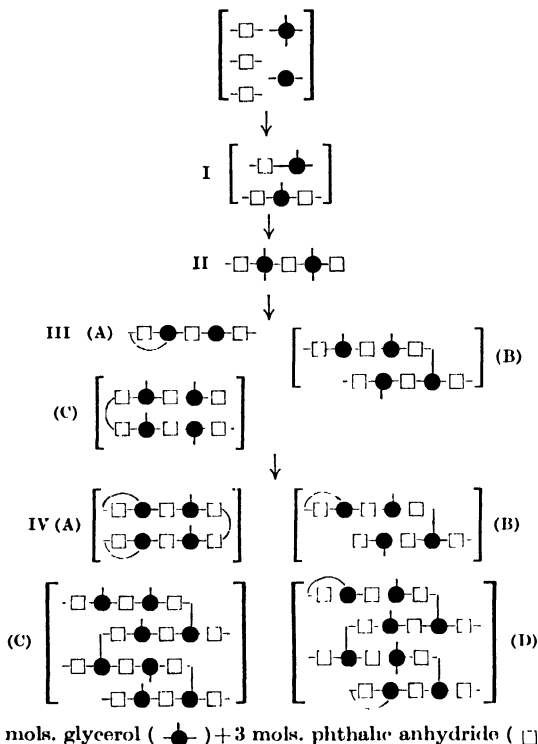 I
II
III (A)
(B)
(C)
IV (A)
(B)
(C)
(D)
mols. glycerol ( ) + 3 mols. phthalic anhydride (